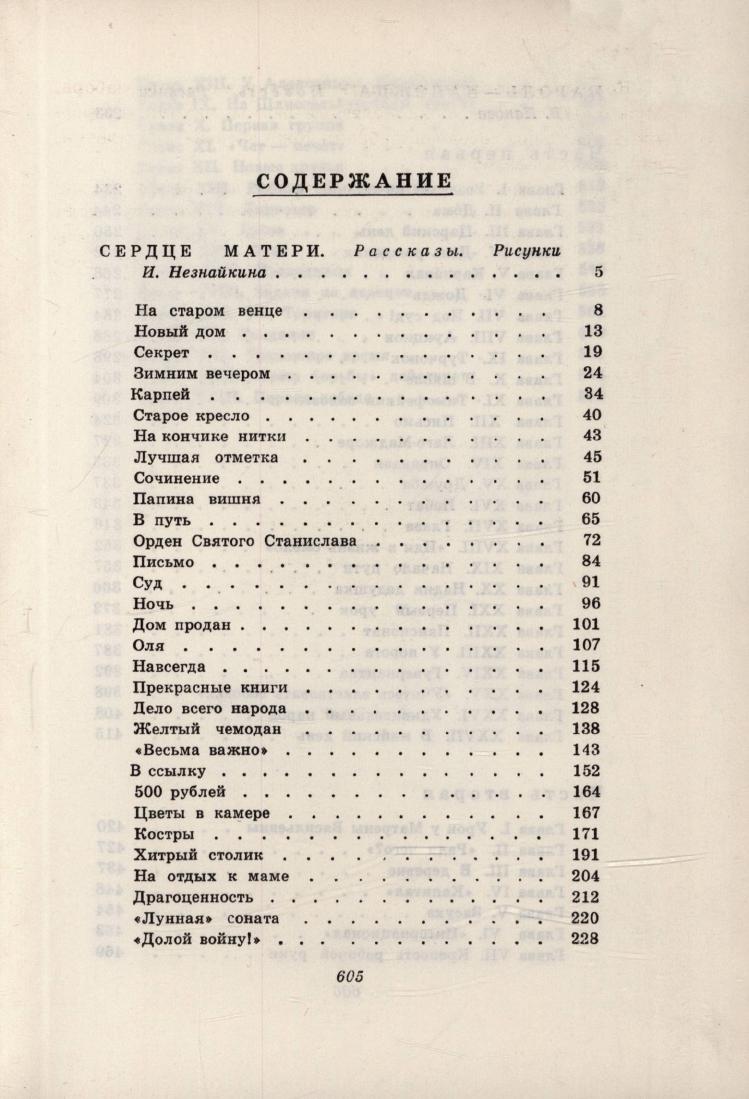 СОДЕРЖАНИЕ
СЕРДЦЕ МАТЕРИ. Рассказы. Рисунки
И. Незнайкина . . . . . . . . . . . . . . 5
На старом венце . . . . . . . . . . . 8
Новый дом . . . . . . . . . . . . . . 13
Секрет . . . . . . . . . . . . . . . 19
Зимним вечером . . . . . . . . . . . . 24
Карпей . . . . . . . . . . . . . . . 34
Старое кресло . . . . . . . . . . . . 40
На кончике нитки . . . . . . . . . . . 43
Лучшая отметка . . . . . . . . . . . 45
Сочинение . . . . . . . . . . . . . . 51
Папина вишня . . . . . . . . . . . . 60
В путь . . . . . . . . . . . . . . . 65
Орден Святого Станислава . . . . . . . . 72
Письмо . . . . . . . . . . . . . . . 84
Суд . . . . . . . . . . . . . . . . 91
Ночь . . . . . . . . . . . . . . . . 96
Дом продан . . . . . . . . . . . . . . 101
Оля . . . . . . . . . . . . . . . . 107
Навсегда . . . . . . . . . . . . . . 115
Прекрасные книги . . . . . . . . . . . 124
Дело всего народа . . . . . . . . . . . 128
Желтый чемодан . . . . . . . . . . . 138
«Весьма важно» . . . . . . . . . . . . 143
В ссылку . . . . . . . . . . . . . . 152
500 рублей . . . . . . . . . . . . . . 164
Цветы в камере . . . . . . . . . . . . 167
Костры . . . . . . . . . . . . . . . 171
Хитрый столик . . . . . . . . . . . . 191
На отдых к маме . . . . . . . . . . . 204
Драгоценность . . . . . . . . . . . . 212
«Лунная» соната . . . . . . . . . . . 220
«Долой войну!» . . . . . . . . . . . . 228
605